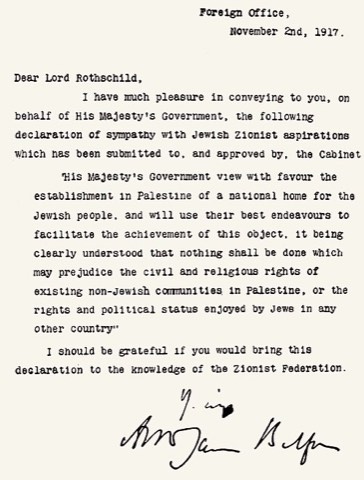 Foreign Office,
November 2nd, 1917.
Dear Lord Rothschild,
I have much pleasure in conveying to you, on
behalf of His Majesty's Government, the following
declaration of sympathy with Jewish Zionist aspirations
which has been submitted to, and approved by, the Cabinet
"His Majesty's Government view with favour the
establishment in Palestine of a national home for the
Jewish people, and will use their best endeavours to
facilitate the achievement of this object, it being
clearly understood that nothing shall be done which
may prejudice the civil and religious rights of
existing non-Jewish communities in Palestine, or the
rights and political status enjoyed by Jews in any
other country"
I should be grateful if you would bring this
declaration to the knowledge of the Zionist Federation.